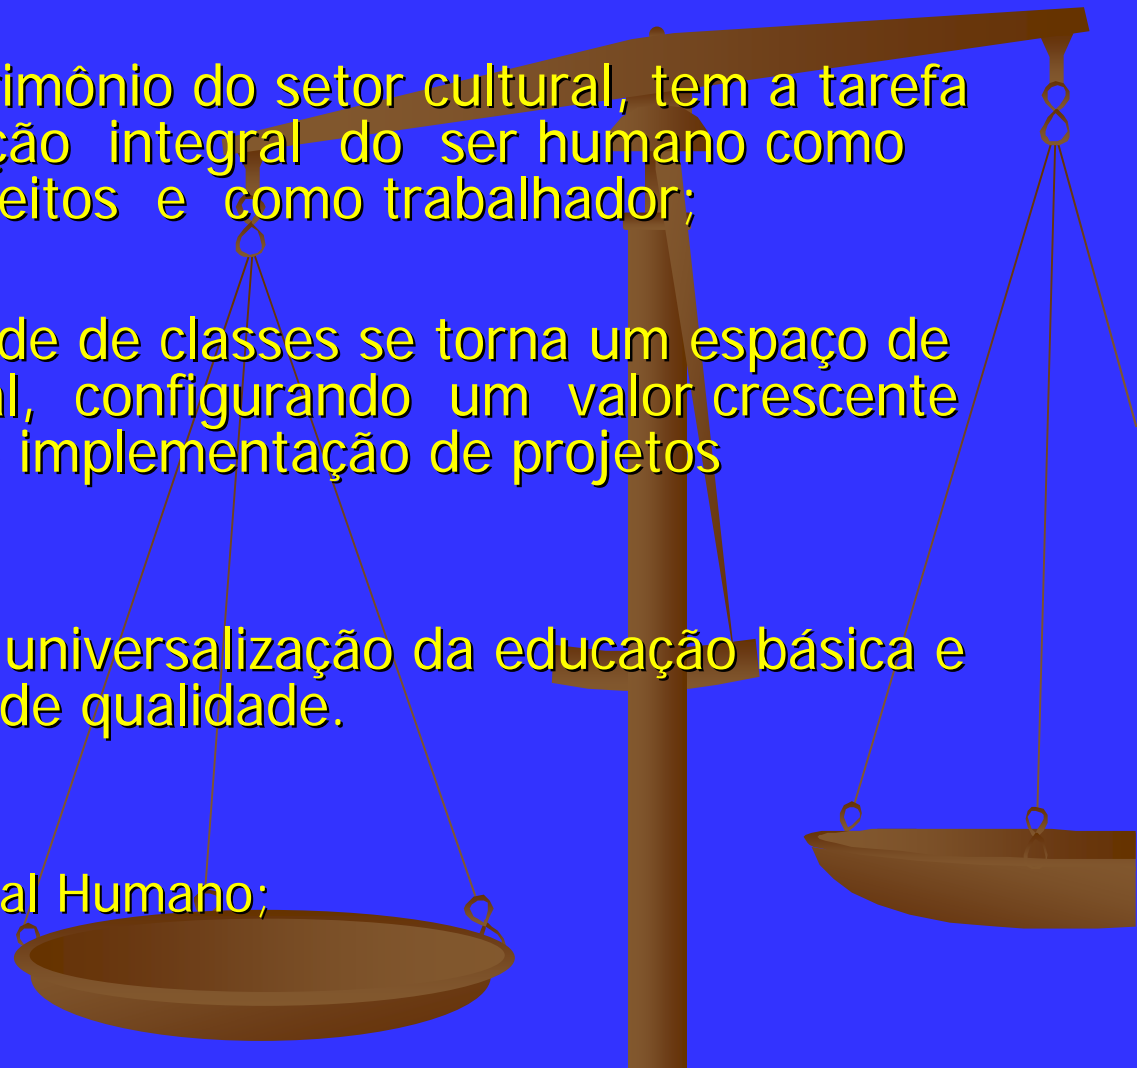 imônio do setor cultural, tem a tarefa
ção integral do ser humano como
eitos e como trabalhador;
de de classes se torna um espaço de
al, configurando um valor crescente
implementação de projetos
universalização da educação básica e
de qualidade.
al Humano;